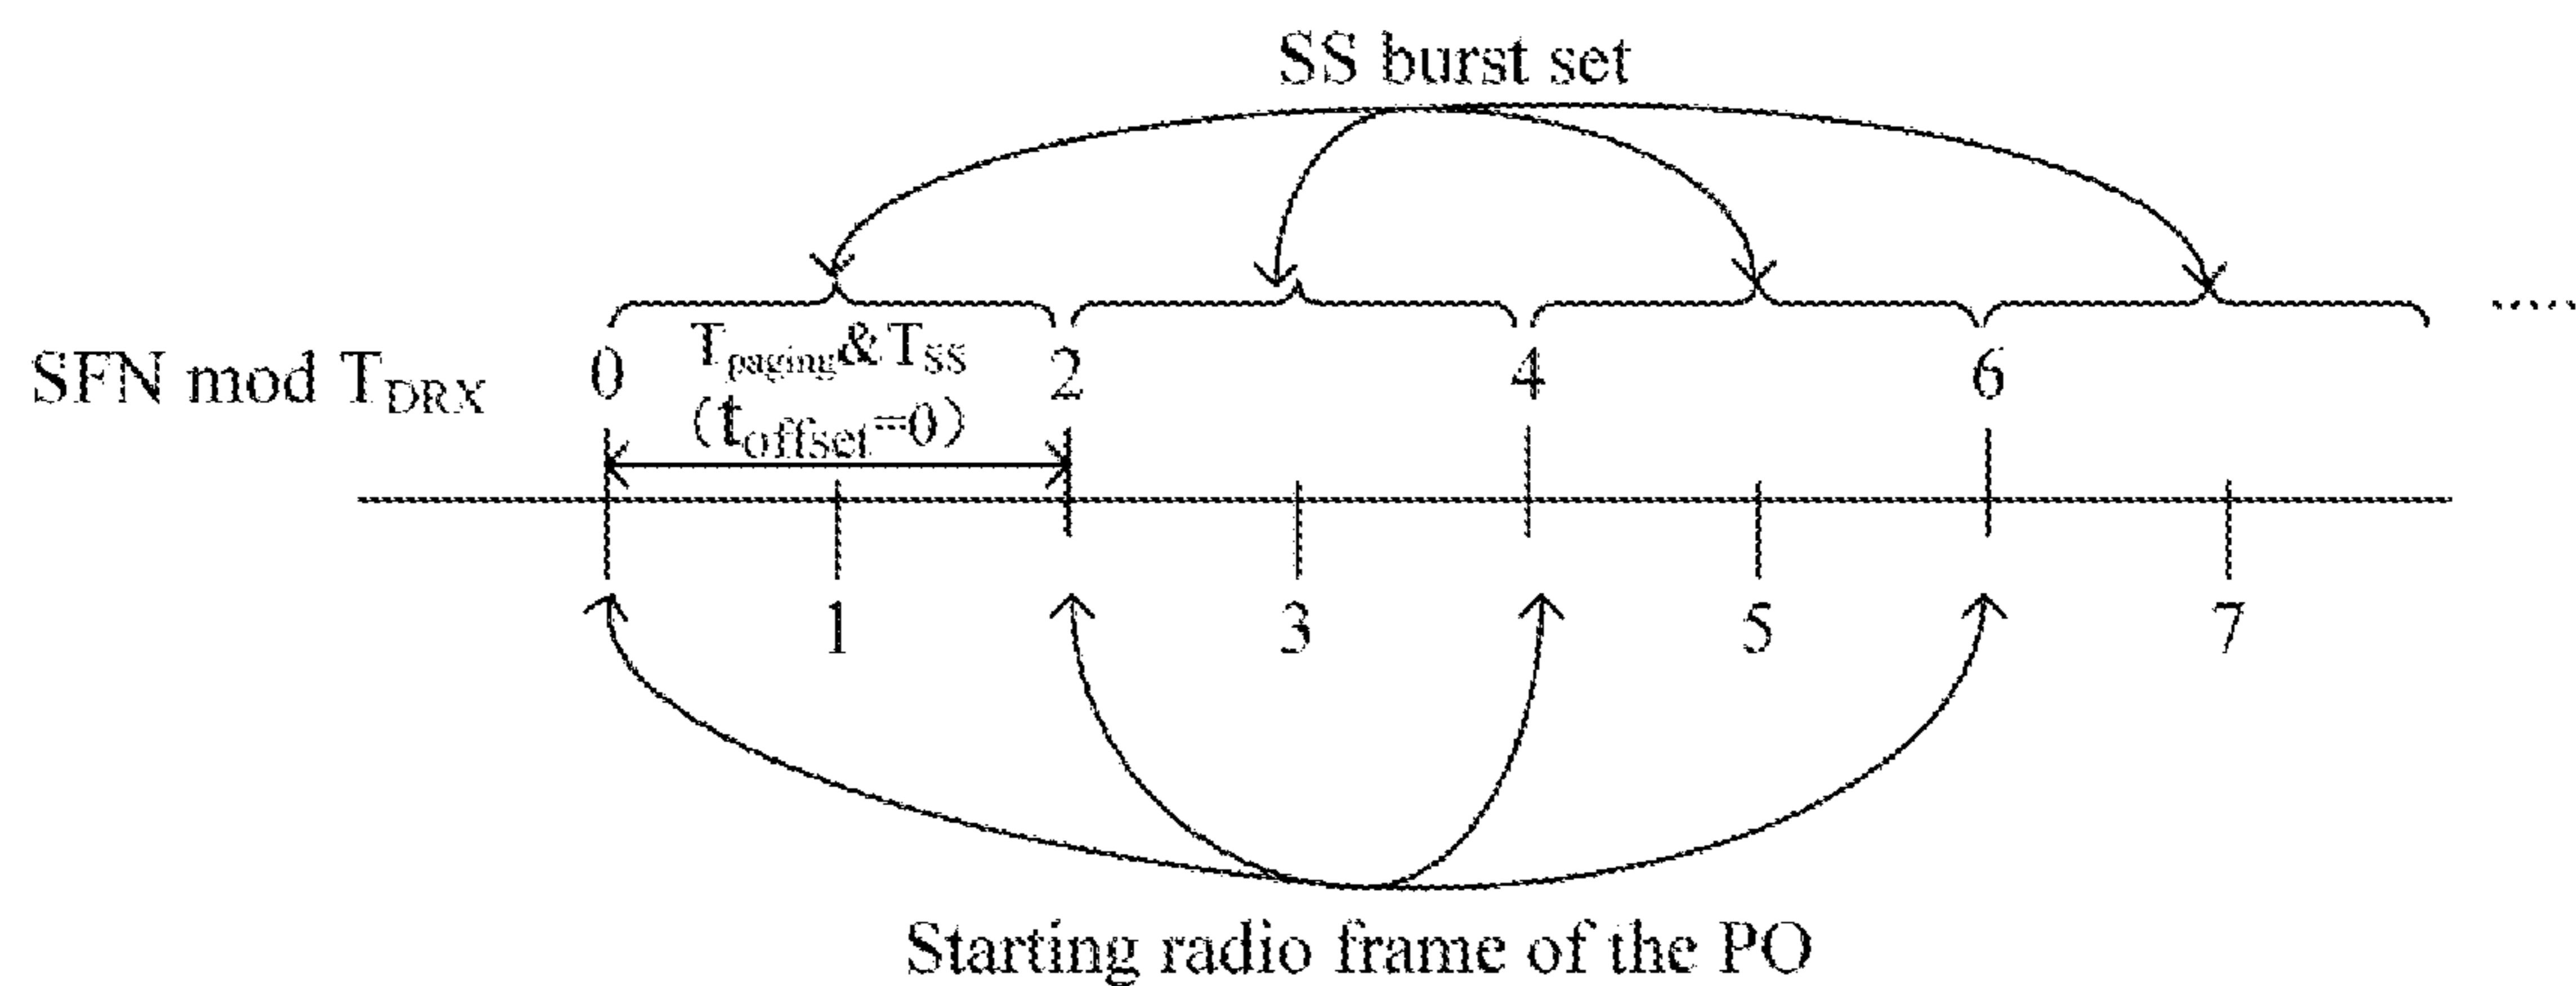 SS burst set
SFN mod T_DRX 0 T_paging&T_SS 2 4 6 ......
(t_offset=0)
1 3 5 7
Starting radio frame of the PO